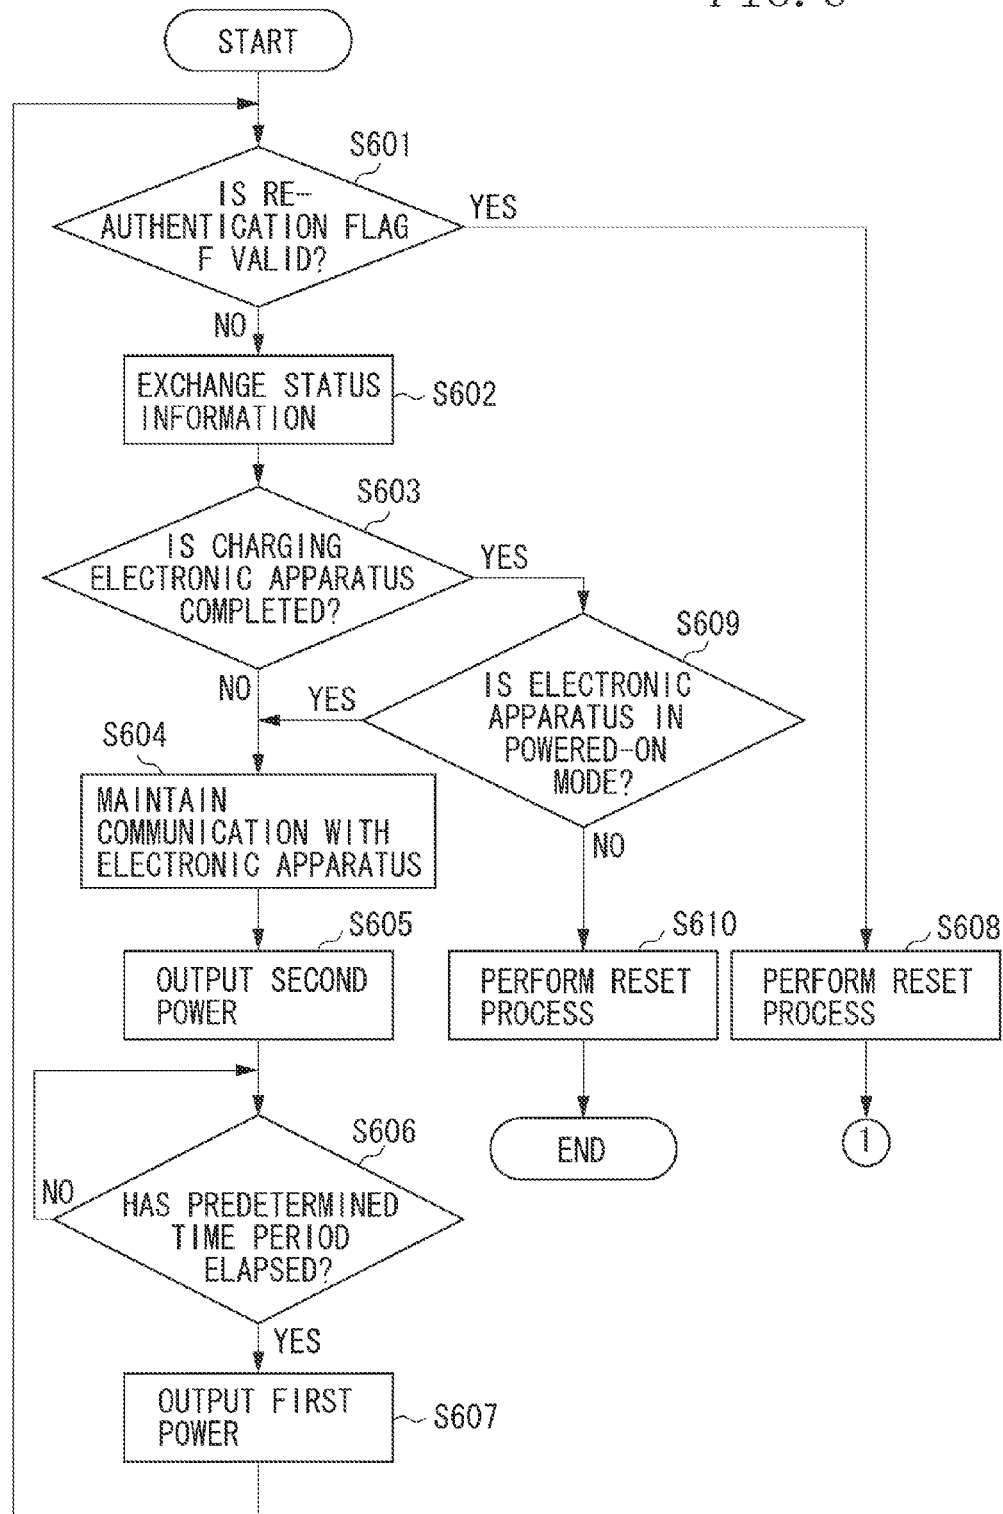 START
S601
IS RE-
AUTHENTICATION FLAG
F VALID?
YES
NO
EXCHANGE STATUS
INFORMATION
S602
S603
IS CHARGING
ELECTRONIC APPARATUS
COMPLETED?
YES
NO
S609
IS ELECTRONIC
APPARATUS IN
POWERED-ON
MODE?
YES
NO
S604
MAINTAIN
COMMUNICATION WITH
ELECTRONIC APPARATUS
S605
OUTPUT SECOND
POWER
S610
PERFORM RESET
PROCESS
S608
PERFORM RESET
PROCESS
END
1
S606
HAS PREDETERMINED
TIME PERIOD
ELAPSED?
NO
YES
OUTPUT FIRST
POWER
S607